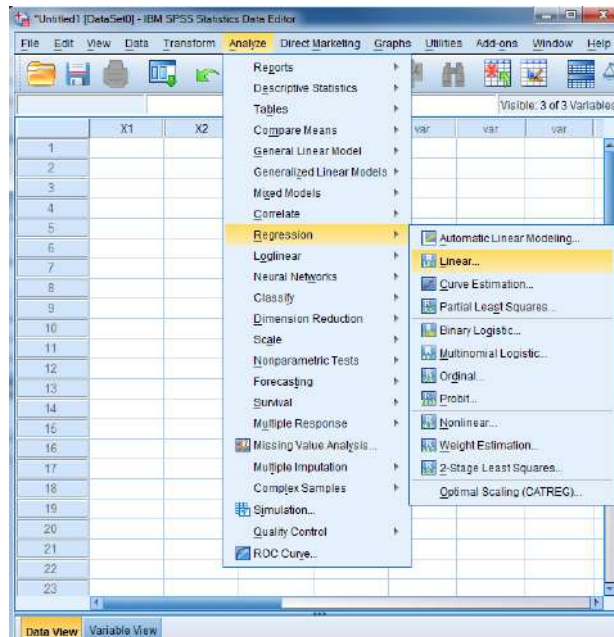 *Untitled1 [DataSet0] - IBM SPSS Statistics Data Editor
File Edit View Data Transform Analyze Direct Marketing Graphs Utilities Add-ons Window Help
Visible: 3 of 3 Variables
X1 X2 var var var
1
2
3
4
5
6
7
8
9
10
11
12
13
14
15
16
17
18
19
20
21
22
23
Reports
Descriptive Statistics
Tables
Compare Means
General Linear Model
Generalized Linear Models
Mixed Models
Correlate
Regression
Loglinear
Neural Networks
Classify
Dimension Reduction
Scale
Nonparametric Tests
Forecasting
Survival
Multiple Response
Missing Value Analysis...
Multiple Imputation
Complex Samples
Simulation...
Quality Control
ROC Curve...
Automatic Linear Modeling...
Linear...
Curve Estimation...
Partial Least Squares...
Binary Logistic...
Multinomial Logistic...
Ordinal...
Probit...
Nonlinear...
Weight Estimation...
2-Stage Least Squares...
Optimal Scaling (CATREG)...
Data View Variable View